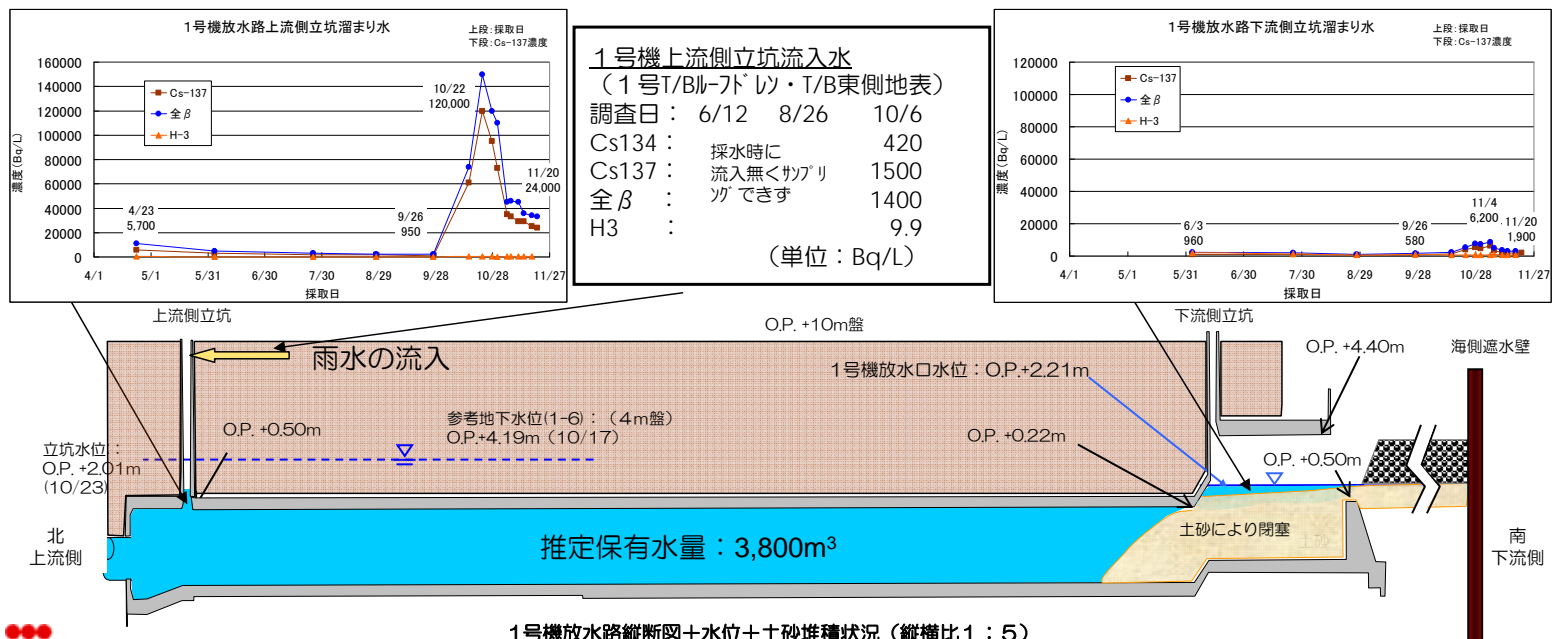 1号機放水路上流側立坑溜まり水
上段:採取日
下段:Cs-137濃度
濃度(Bq/L)
160000
140000
120000
100000
80000
60000
40000
20000
0
Cs-137
全β
H-3
4/23
5,700
9/26
950
10/22
120,000
11/20
24,000
4/1 5/1 5/31 6/30 7/30 8/29 9/28 10/28 11/27
採取日
1号機上流側立坑流入水
(1号T/Bルーフドレン・T/B東側地表)
調査日: 6/12 8/26 10/6
Cs134: 420
Cs137: 1500
全β : 1400
H3 : 9.9
採水時に
流入無くサンプリ
ングできず
(単位:Bq/L)
1号機放水路下流側立坑溜まり水
上段:採取日
下段:Cs-137濃度
濃度(Bq/L)
120000
100000
80000
60000
40000
20000
0
Cs-137
全β
H-3
6/3
960
9/26
580
11/4
6,200
11/20
1,900
4/1 5/1 5/31 6/30 7/30 8/29 9/28 10/28 11/27
採取日
上流側立坑
O.P. +10m盤
下流側立坑
雨水の流入
O.P. +4.40m
海側遮水壁
1号機放水口水位:O.P.+2.21m
参考地下水位(1-6):(4m盤)
O.P.+4.19m(10/17)
O.P. +0.50m
O.P. +0.22m
立坑水位:
O.P. +2.01m
(10/23)
O.P. +0.50m
北
上流側
推定保有水量:3,800m³
土砂により閉塞
土砂
南
下流側
1号機放水路縦断図+水位+土砂堆積状況(縦横比1:5)